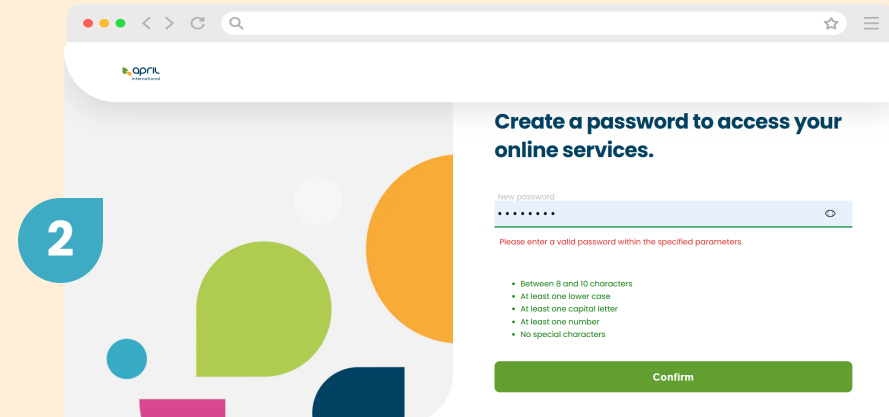 april
international
Create a password to access your
online services.
New password
••••••••
Please enter a valid password within the specified parameters.
2
• Between 8 and 10 characters
• At least one lower case
• At least one capital letter
• At least one number
• No special characters
Confirm